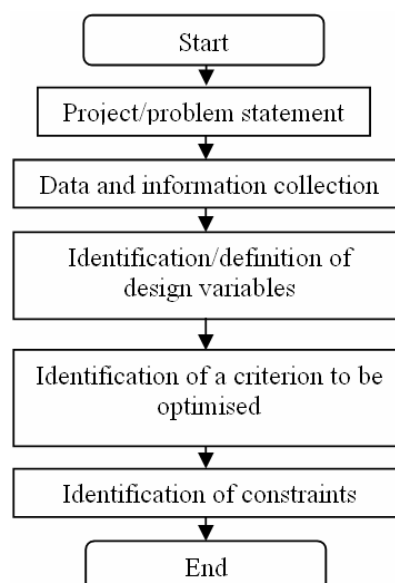 Start
Project/problem statement
Data and information collection
Identification/definition of
design variables
Identification of a criterion to be
optimised
Identification of constraints
End